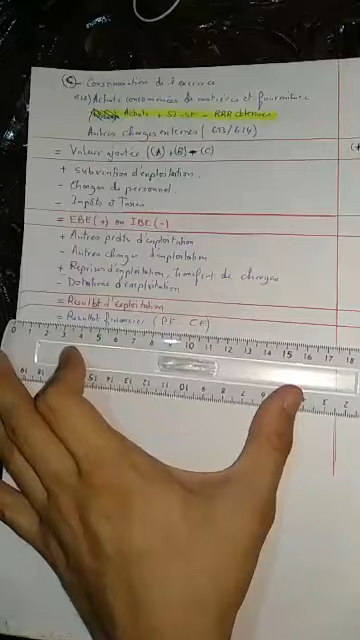 C - Consommation de l'exercice
612) Achats consommés de matières et fournitures
Achats + SI - SF - RRR obtenus
Autres charges externes ( 613/614)
= Valeur ajoutée ((A)+(B) - (C)
+ Subvention d'exploitation
- Charges de personnel
- Impôts et Taxes
= EBE(+) ou IBE(-)
+ Autres pdts d'exploitation
- Autres charges d'exploitation
+ Reprise d'exploitation, transfert de charges
- Dotations d'exploitation
= Résultat d'exploitation
= Résultat financier ( PF - CF)
0 1 2 3 4 5 6 7 8 9 10 11 12 13 14 15 16 17 18